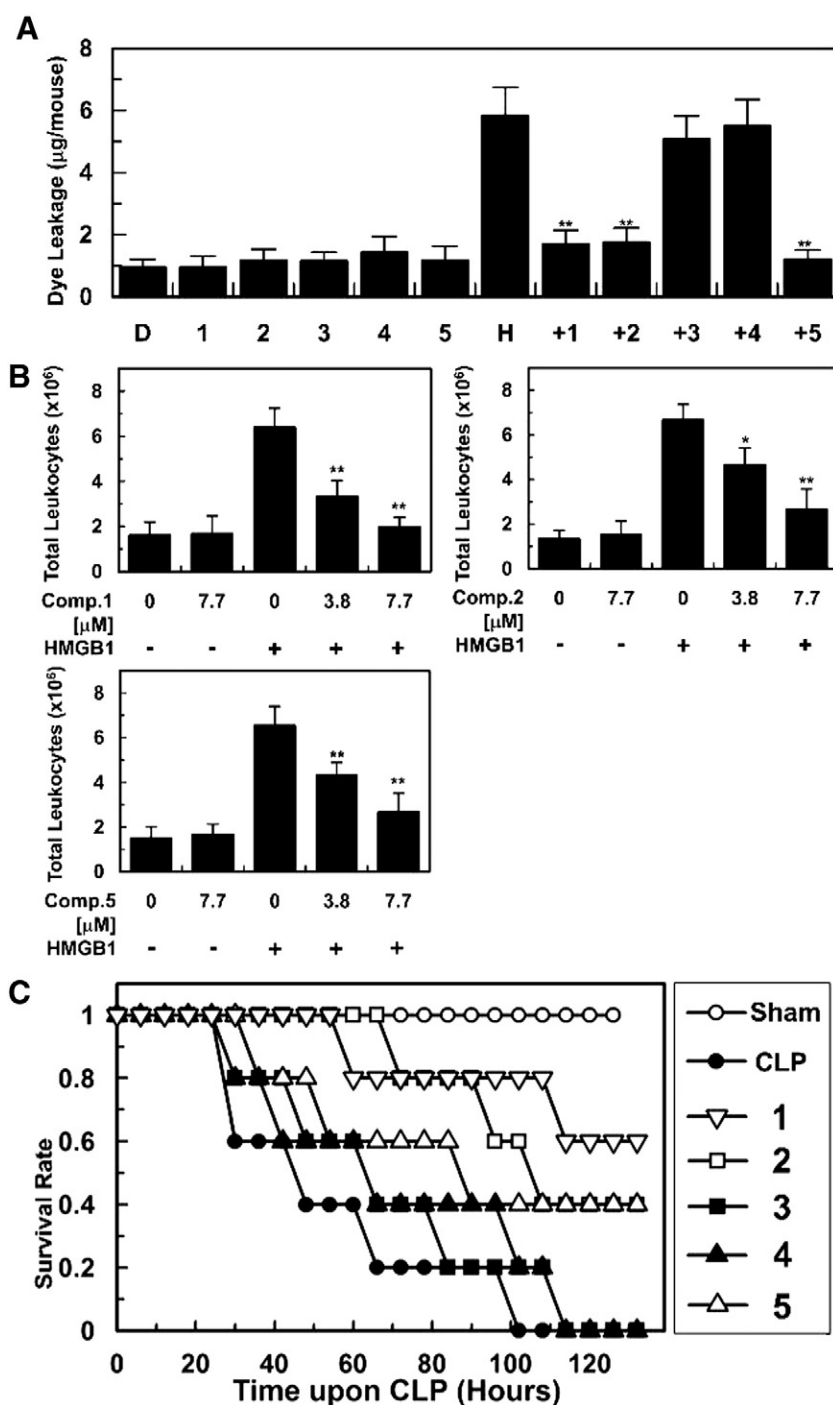 A
Dye Leakage (μg/mouse)
8
6
4
2
0
** ** **
D 1 2 3 4 5 H +1 +2 +3 +4 +5
B
Total Leukocytes (x10⁶)
8
6
4
2
0
** **
Comp.1 0 7.7 0 3.8 7.7
[μM]
HMGB1 - - + + +
Total Leukocytes (x10⁶)
8
6
4
2
0
* **
Comp.2 0 7.7 0 3.8 7.7
[μM]
HMGB1 - - + + +
Total Leukocytes (x10⁶)
8
6
4
2
0
** **
Comp.5 0 7.7 0 3.8 7.7
[μM]
HMGB1 - - + + +
C
Survival Rate
1
0.8
0.6
0.4
0.2
0
0 20 40 60 80 100 120
Time upon CLP (Hours)
Sham
CLP
1
2
3
4
5